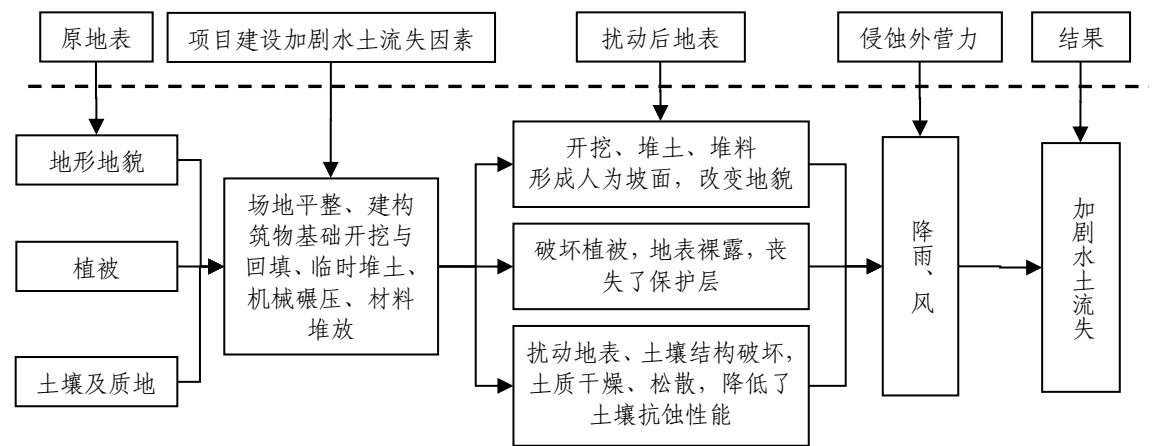 原地表
项目建设加剧水土流失因素
扰动后地表
侵蚀外营力
结果
地形地貌
植被
土壤及质地
场地平整、建构
筑物基础开挖与
回填、临时堆土、
机械碾压、材料
堆放
开挖、堆土、堆料
形成人为坡面，改变地貌
破坏植被，地表裸露，丧
失了保护层
扰动地表、土壤结构破坏，
土质干燥、松散，降低了
土壤抗蚀性能
降雨、风
加剧水土流失